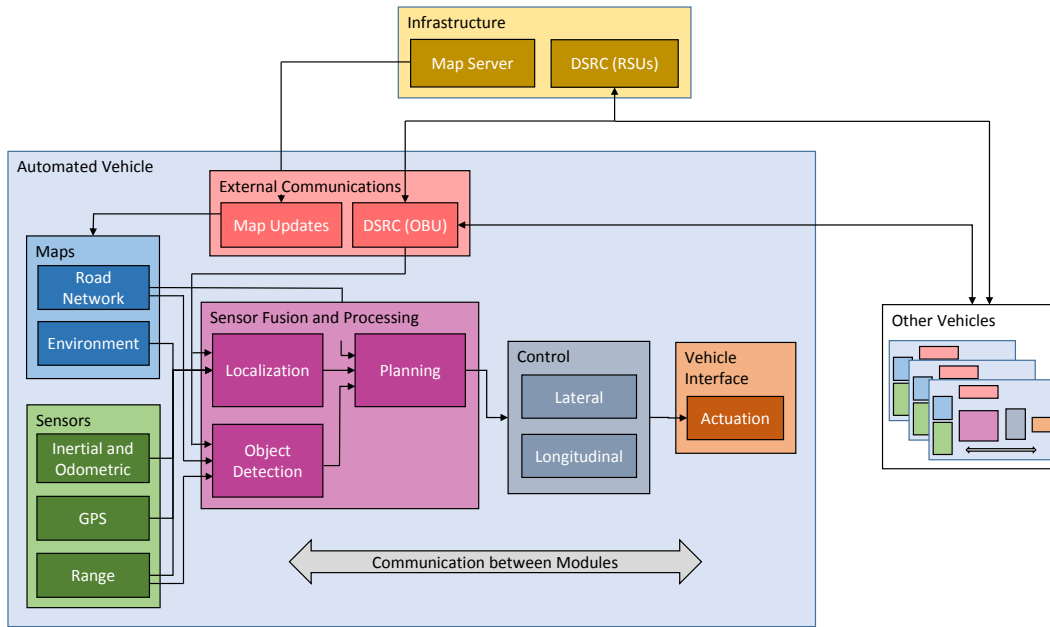 Infrastructure
Map Server
DSRC (RSUs)
Automated Vehicle
External Communications
Map Updates
DSRC (OBU)
Maps
Road
Network
Environment
Sensors
Inertial and
Odometric
GPS
Range
Sensor Fusion and Processing
Localization
Planning
Object
Detection
Control
Lateral
Longitudinal
Vehicle
Interface
Actuation
Communication between Modules
Other Vehicles